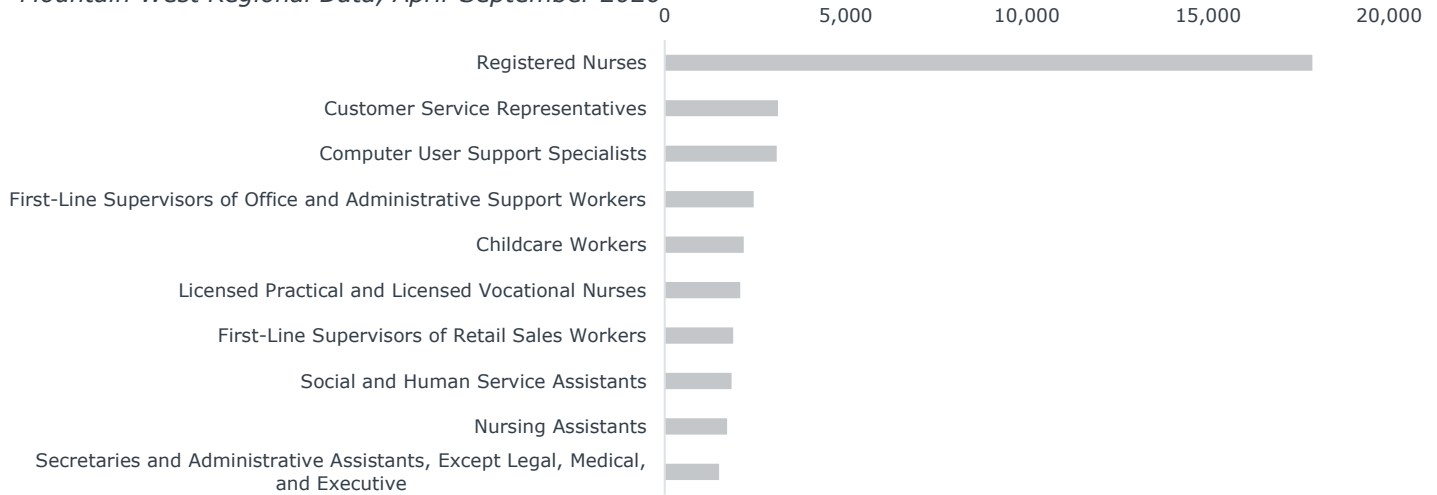 Mountain West Regional Data, April-September 2020
0 5,000 10,000 15,000 20,000
Registered Nurses
Customer Service Representatives
Computer User Support Specialists
First-Line Supervisors of Office and Administrative Support Workers
Childcare Workers
Licensed Practical and Licensed Vocational Nurses
First-Line Supervisors of Retail Sales Workers
Social and Human Service Assistants
Nursing Assistants
Secretaries and Administrative Assistants, Except Legal, Medical,
and Executive